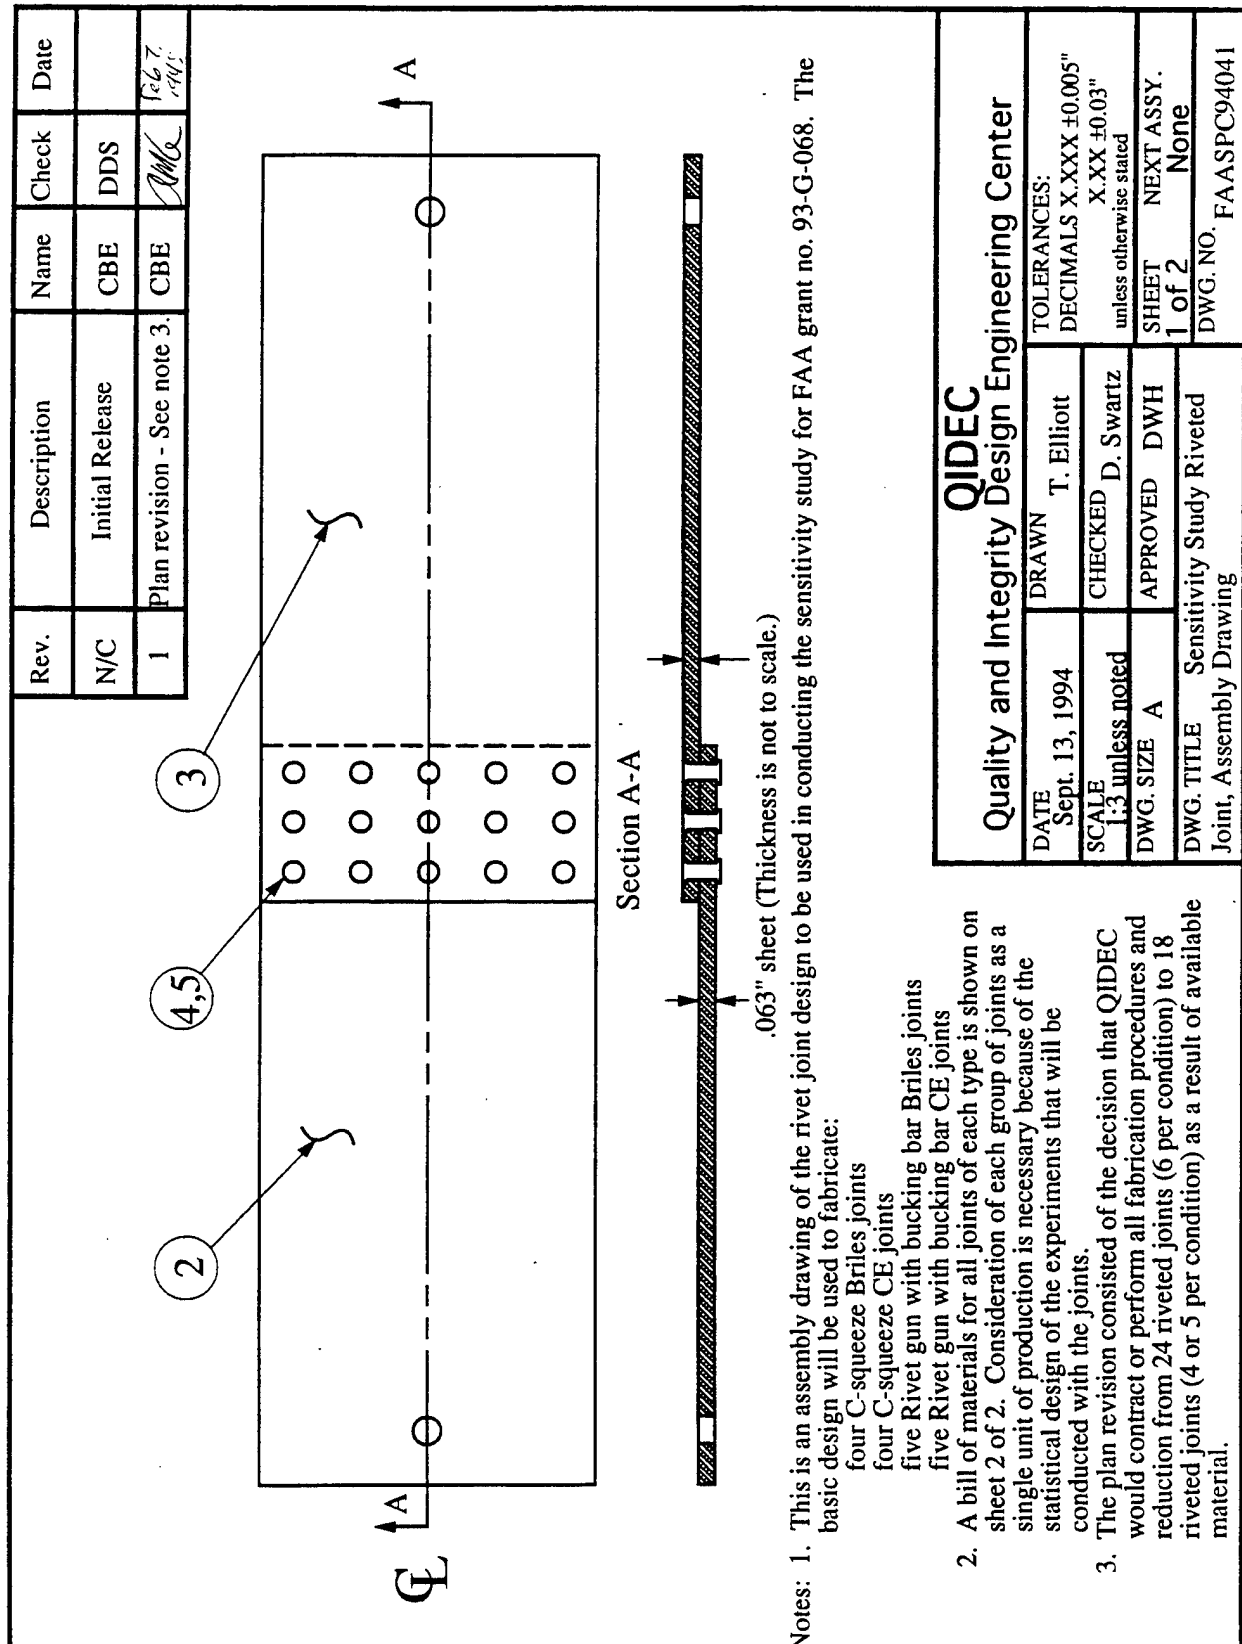 Rev.
Description
Name
Check
Date
N/C
Initial Release
CBE
DDS
1
Plan revision - See note 3.
CBE
Feb 7,
2
4,5
3
A
A
CL
Section A-A
.063" sheet (Thickness is not to scale.)
Notes: 1. This is an assembly drawing of the rivet joint design to be used in conducting the sensitivity study for FAA grant no. 93-G-068. The
basic design will be used to fabricate:
four C-squeeze Briles joints
four C-squeeze CE joints
five Rivet gun with bucking bar Briles joints
five Rivet gun with bucking bar CE joints
2. A bill of materials for all joints of each type is shown on
sheet 2 of 2. Consideration of each group of joints as a
single unit of production is necessary because of the
statistical design of the experiments that will be
conducted with the joints.
3. The plan revision consisted of the decision that QIDEC
would contract or perform all fabrication procedures and
reduction from 24 riveted joints (6 per condition) to 18
riveted joints (4 or 5 per condition) as a result of available
material.
QIDEC
Quality and Integrity Design Engineering Center
DATE
Sept. 13, 1994
DRAWN
T. Elliott
TOLERANCES:
DECIMALS X.XXX ±0.005"
X.XX ±0.03"
unless otherwise stated
SCALE
1:3 unless noted
CHECKED
D. Swartz
DWG. SIZE A
APPROVED DWH
SHEET
1 of 2
NEXT ASSY.
None
DWG. TITLE Sensitivity Study Riveted
Joint, Assembly Drawing
DWG. NO.
FAASPC94041